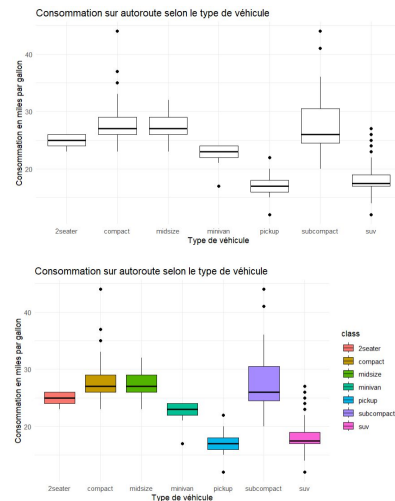 Consommation sur autoroute selon le type de véhicule
Consommation en miles par gallon
40
30
20
2seater compact midsize minivan pickup subcompact suv
Type de véhicule
Consommation sur autoroute selon le type de véhicule
Consommation en miles par gallon
40
30
20
2seater compact midsize minivan pickup subcompact suv
Type de véhicule
class
2seater
compact
midsize
minivan
pickup
subcompact
suv